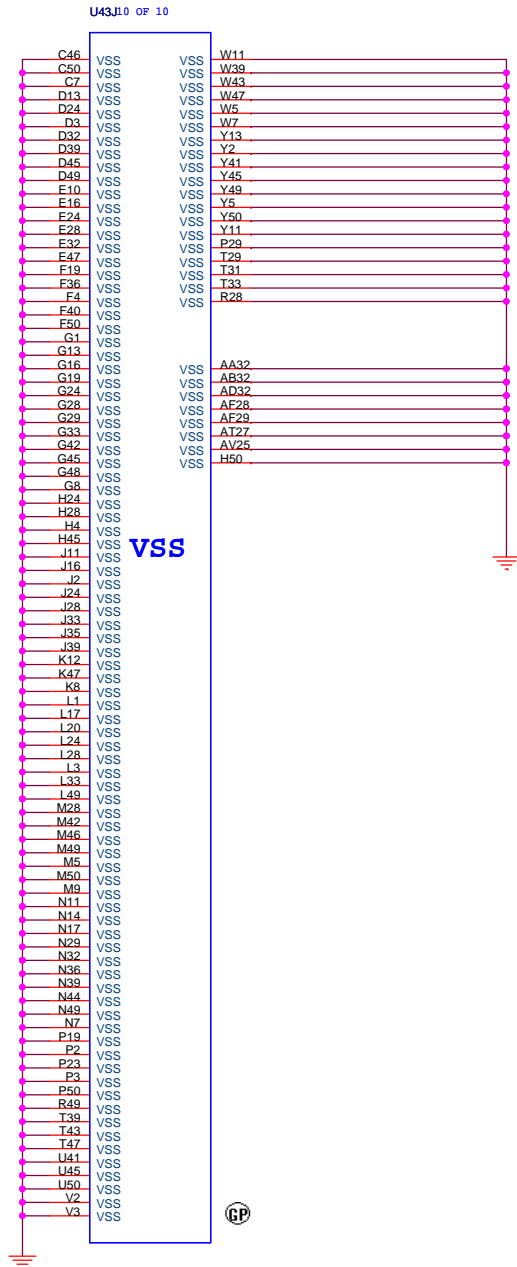 U43J 10 OF 10
C46 VSS VSS W11
C50 VSS VSS W39
C7 VSS VSS W43
D13 VSS VSS W47
D24 VSS VSS W5
D3 VSS VSS W7
D32 VSS VSS Y13
D39 VSS VSS Y2
D45 VSS VSS Y41
D49 VSS VSS Y45
E10 VSS VSS Y49
E16 VSS VSS Y5
E24 VSS VSS Y50
E28 VSS VSS Y11
E32 VSS VSS P29
E47 VSS VSS T29
F19 VSS VSS T31
F36 VSS VSS T33
F4 VSS VSS R28
F40 VSS
F50 VSS
G1 VSS
G13 VSS
G16 VSS VSS AA32
G19 VSS VSS AB32
G24 VSS VSS AD32
G28 VSS VSS AF28
G29 VSS VSS AF29
G33 VSS VSS AT27
G42 VSS VSS AV25
G45 VSS VSS H50
G48 VSS
G8 VSS
H24 VSS
H28 VSS
H4 VSS
H45 VSS
VSS
J11 VSS
J16 VSS
J2 VSS
J24 VSS
J28 VSS
J33 VSS
J35 VSS
J39 VSS
K12 VSS
K47 VSS
K8 VSS
L1 VSS
L17 VSS
L20 VSS
L24 VSS
L28 VSS
L3 VSS
L33 VSS
L49 VSS
M28 VSS
M42 VSS
M46 VSS
M49 VSS
M5 VSS
M50 VSS
M9 VSS
N11 VSS
N14 VSS
N17 VSS
N29 VSS
N32 VSS
N36 VSS
N39 VSS
N44 VSS
N49 VSS
N7 VSS
P19 VSS
P2 VSS
P23 VSS
P3 VSS
P50 VSS
R49 VSS
T39 VSS
T43 VSS
T47 VSS
U41 VSS
U45 VSS
U50 VSS
V2 VSS
V3 VSS
GP